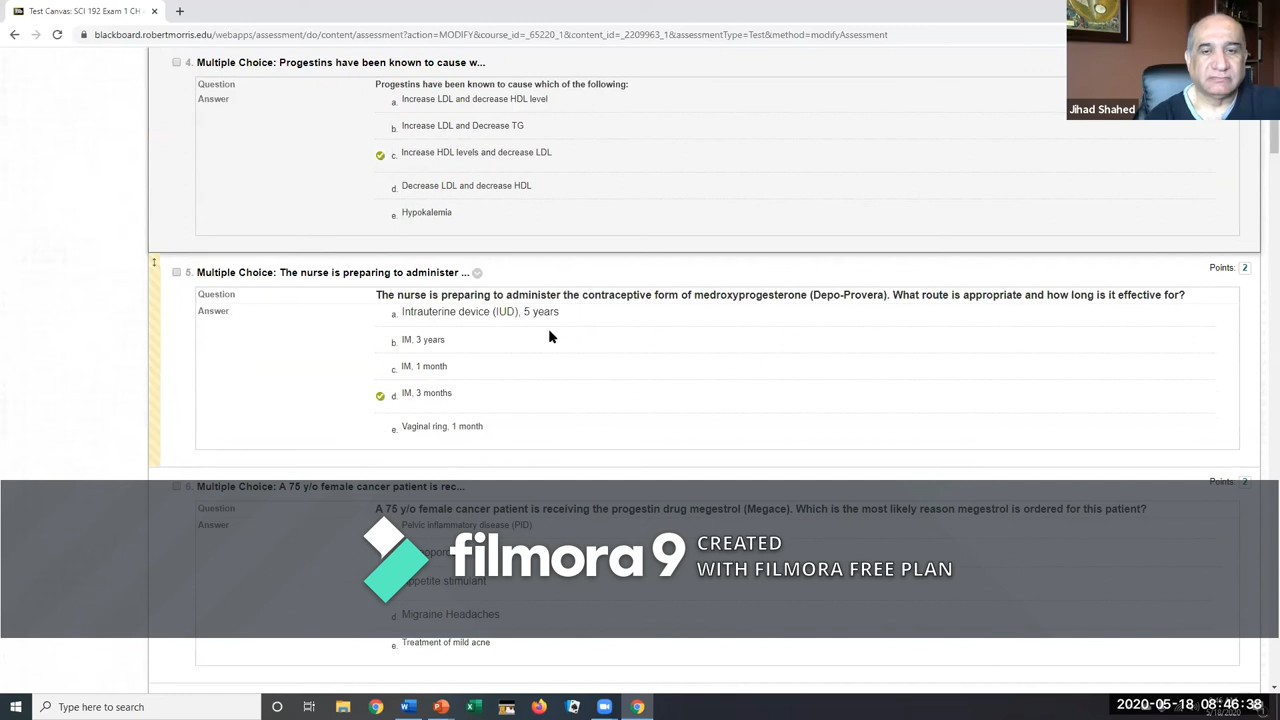 Test Canvas: SCI 192 Exam 1 CH -
blackboard.robertmorris.edu/webapps/assessment/do/content/assessment?action=MODIFY&course_id=_65220_1&content_id=_2209963_1&assessmentType=Test&method=modifyAssessment
Jihad Shahed
4. Multiple Choice: Progestins have been known to cause w...
Question
Progestins have been known to cause which of the following:
Answer
a. Increase LDL and decrease HDL level
b. Increase LDL and Decrease TG
c. Increase HDL levels and decrease LDL
d. Decrease LDL and decrease HDL
e. Hypokalemia
5. Multiple Choice: The nurse is preparing to administer ...
Points: 2
Question
The nurse is preparing to administer the contraceptive form of medroxyprogesterone (Depo-Provera). What route is appropriate and how long is it effective for?
Answer
a. Intrauterine device (IUD), 5 years
b. IM, 3 years
c. IM, 1 month
d. IM, 3 months
e. Vaginal ring, 1 month
6. Multiple Choice: A 75 y/o female cancer patient is rec...
Points: 2
Question
A 75 y/o female cancer patient is receiving the progestin drug megestrol (Megace). Which is the most likely reason megestrol is ordered for this patient?
Answer
Pelvic inflammatory disease (PID)
appetite stimulant
d. Migraine Headaches
e. Treatment of mild acne
filmora9
CREATED
WITH FILMORA FREE PLAN
Type here to search
2020-05-18 08:46:38